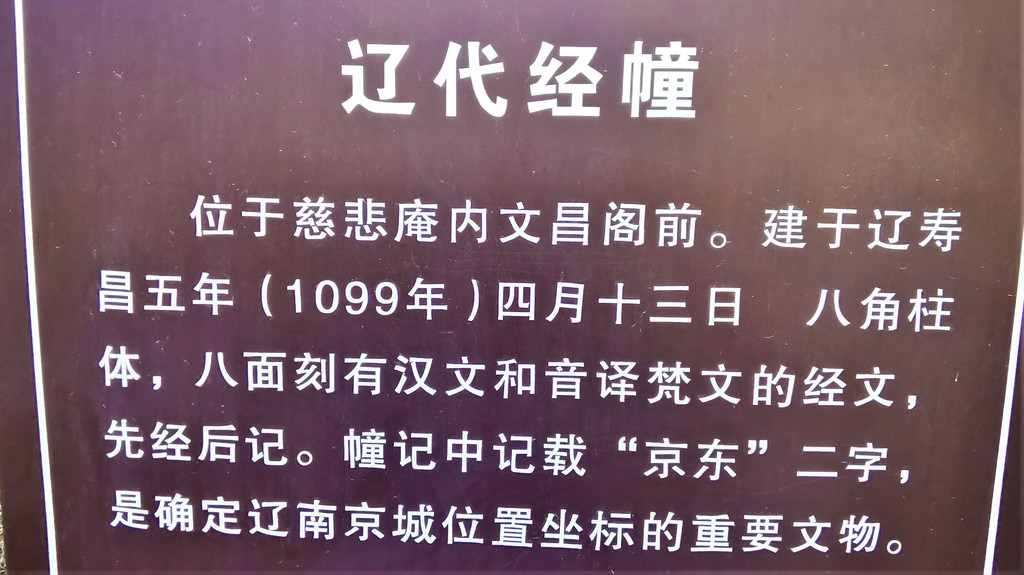 辽代经幢
位于慈悲庵内文昌阁前。建于辽寿
昌五年（1099年）四月十三日　八角柱
体，八面刻有汉文和音译梵文的经文，
先经后记。幢记中记载“京东”二字，
是确定辽南京城位置坐标的重要文物。